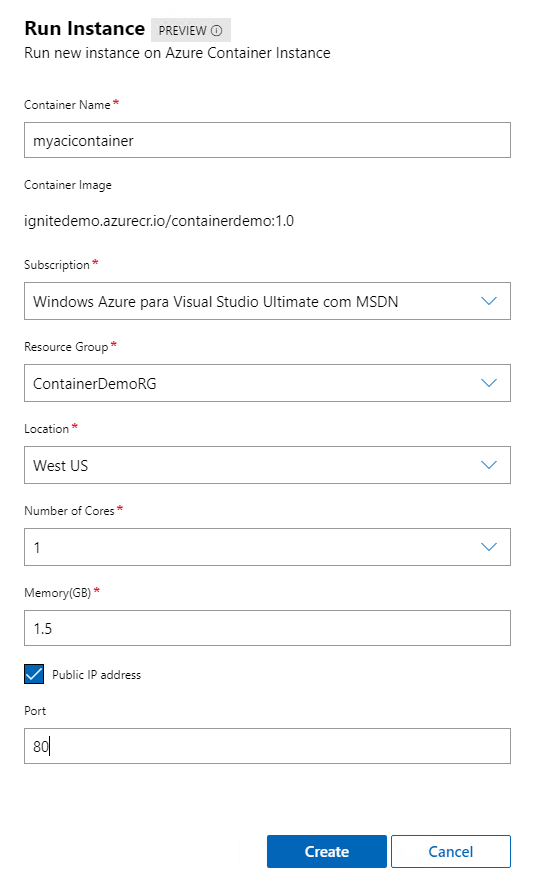 Run Instance PREVIEW
Run new instance on Azure Container Instance
Container Name*
myacicontainer
Container Image
ignitedemo.azurecr.io/containerdemo:1.0
Subscription*
Windows Azure para Visual Studio Ultimate com MSDN
Resource Group*
ContainerDemoRG
Location*
West US
Number of Cores*
1
Memory(GB)*
1.5
Public IP address
Port
80
Create Cancel